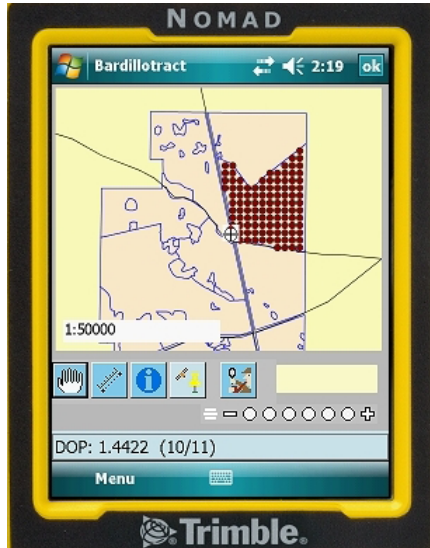 NOMAD
Bardillotract 2:19 ok
1:50000
DOP: 1.4422 (10/11)
Menu
Trimble.